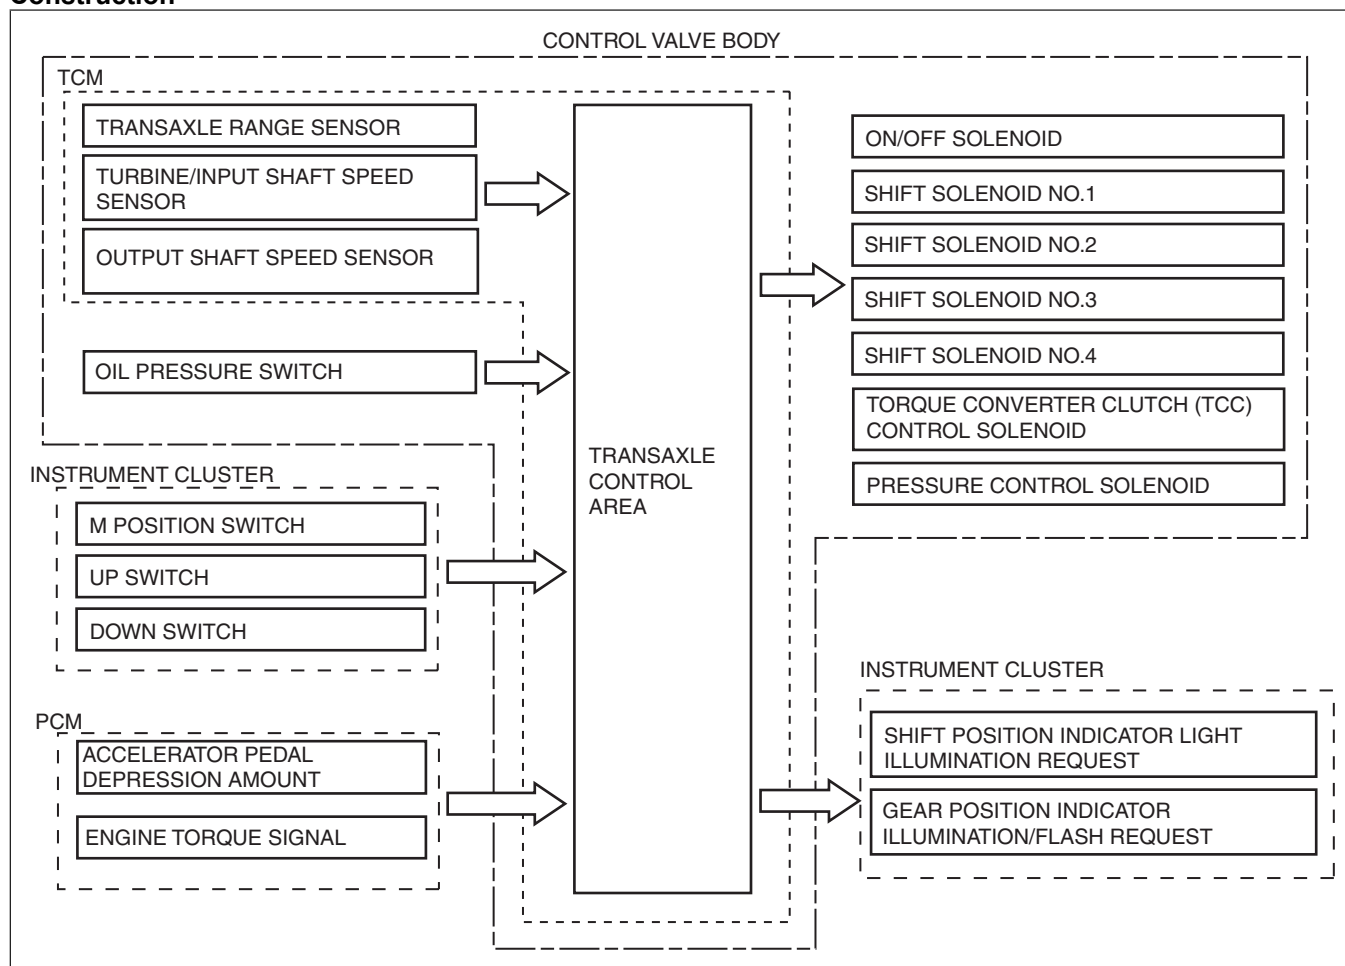 Construction
CONTROL VALVE BODY
TCM
TRANSAXLE RANGE SENSOR
TURBINE/INPUT SHAFT SPEED
SENSOR
OUTPUT SHAFT SPEED SENSOR
OIL PRESSURE SWITCH
INSTRUMENT CLUSTER
M POSITION SWITCH
UP SWITCH
DOWN SWITCH
PCM
ACCELERATOR PEDAL
DEPRESSION AMOUNT
ENGINE TORQUE SIGNAL
TRANSAXLE
CONTROL
AREA
ON/OFF SOLENOID
SHIFT SOLENOID NO.1
SHIFT SOLENOID NO.2
SHIFT SOLENOID NO.3
SHIFT SOLENOID NO.4
TORQUE CONVERTER CLUTCH (TCC)
CONTROL SOLENOID
PRESSURE CONTROL SOLENOID
INSTRUMENT CLUSTER
SHIFT POSITION INDICATOR LIGHT
ILLUMINATION REQUEST
GEAR POSITION INDICATOR
ILLUMINATION/FLASH REQUEST